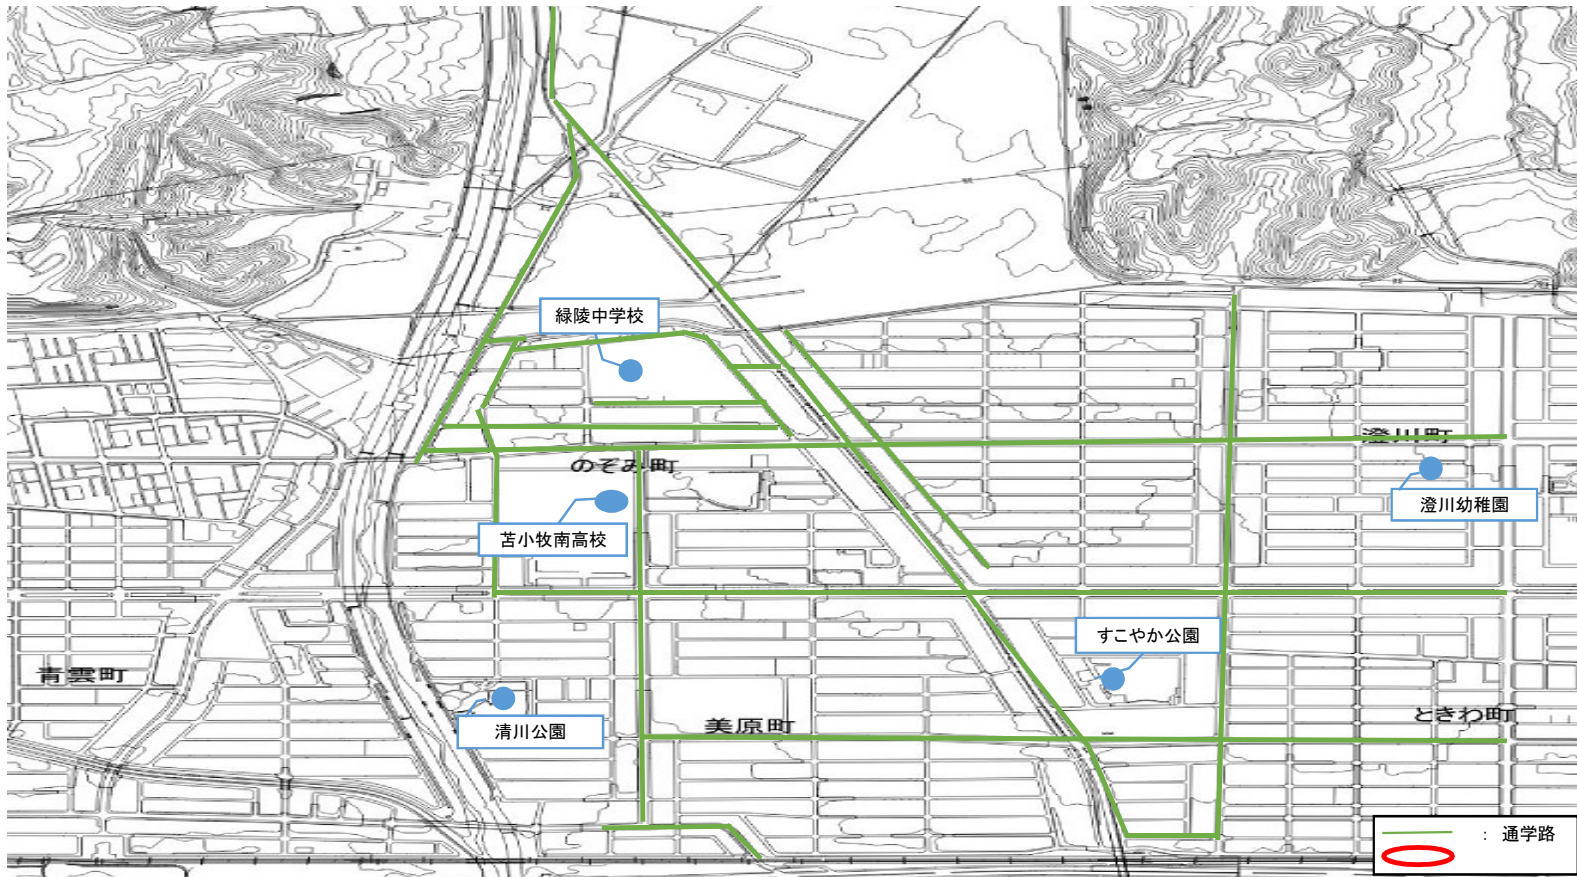 緑陵中学校
澄川町
のぞみ町
澄川幼稚園
苫小牧南高校
すこやか公園
青雲町
清川公園
美原町
ときわ町
： 通学路